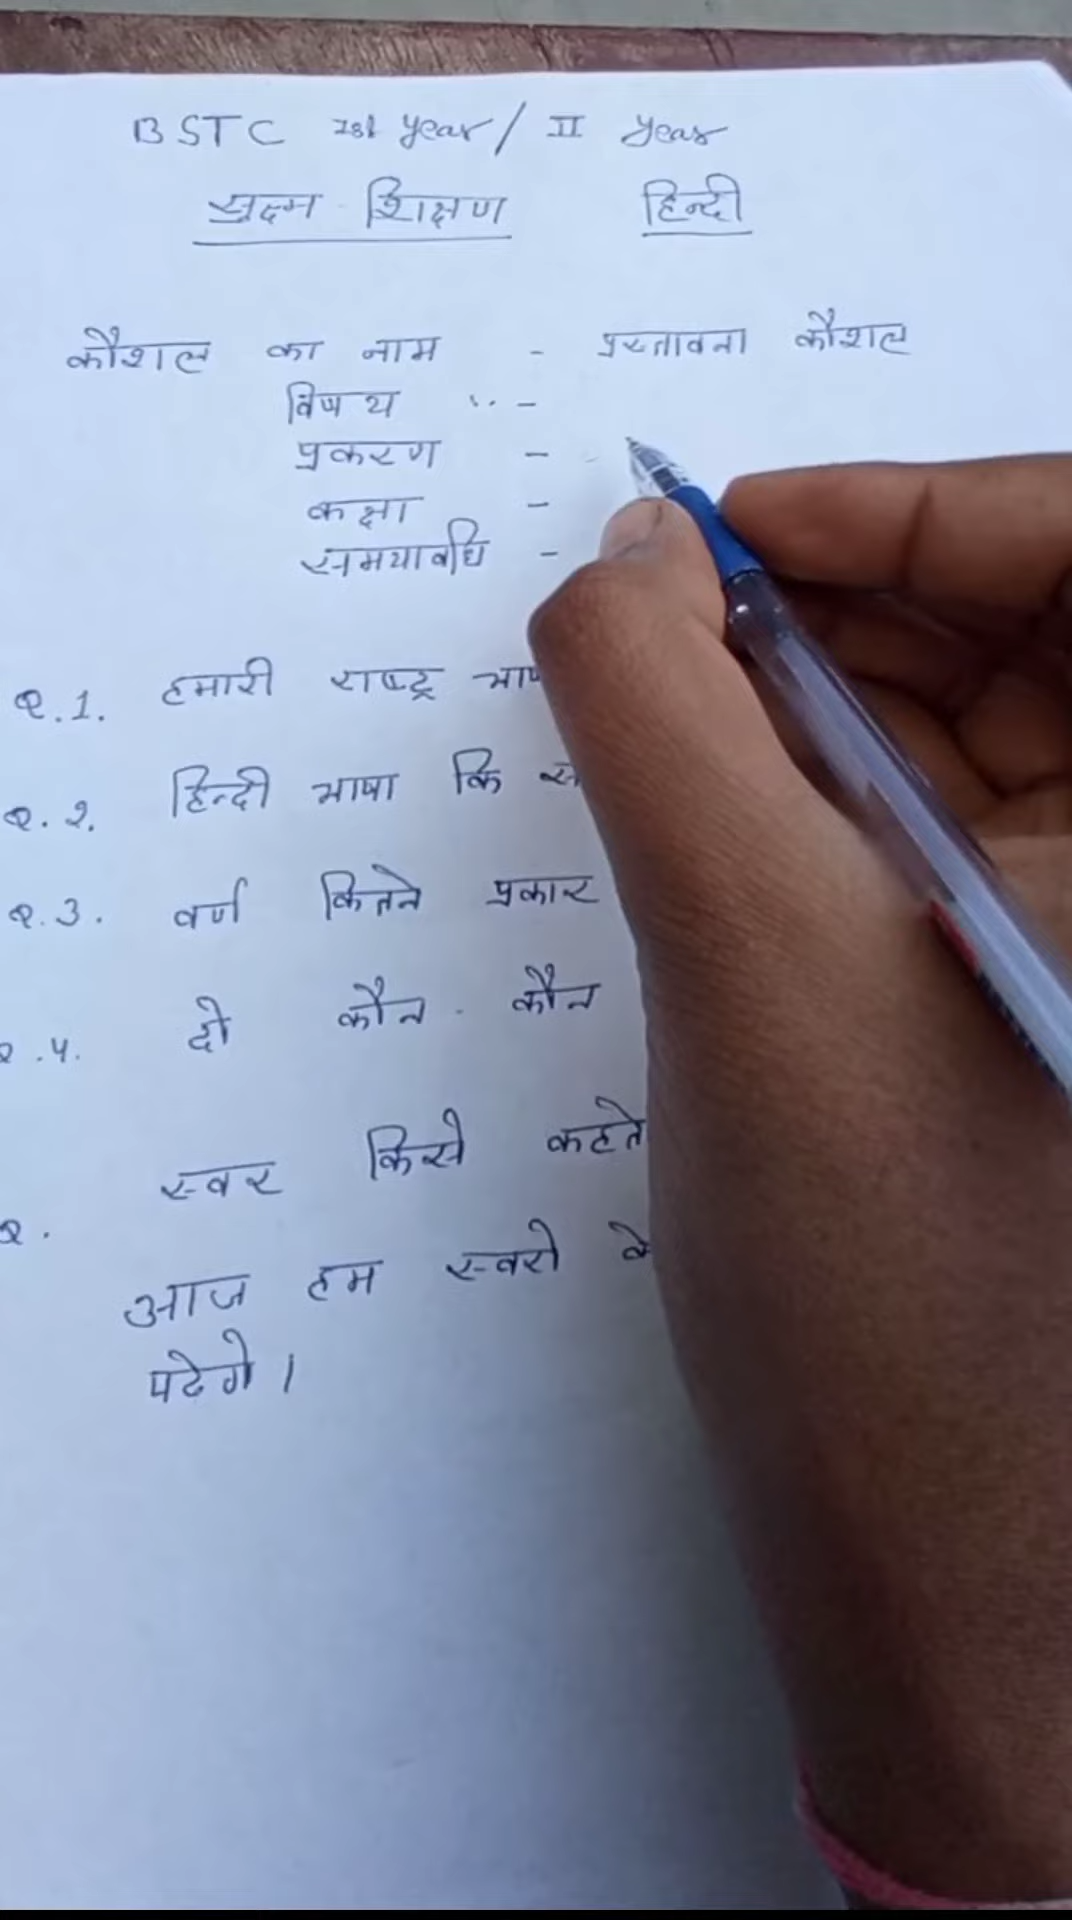 BSTC Ist year / II year
सूक्ष्म शिक्षण हिन्दी
कौशल का नाम - प्रस्तावना कौशल
विषय -
प्रकरण -
कक्षा -
समयावधि -
Q.1. हमारी राष्ट्र
Q.2. हिन्दी भाषा कि
Q.3. वर्ण कितने प्रकार
Q.4. दो कौन - कौन
स्वर किसे कहते
Q.
आज हम स्वरो के
पढेगे।